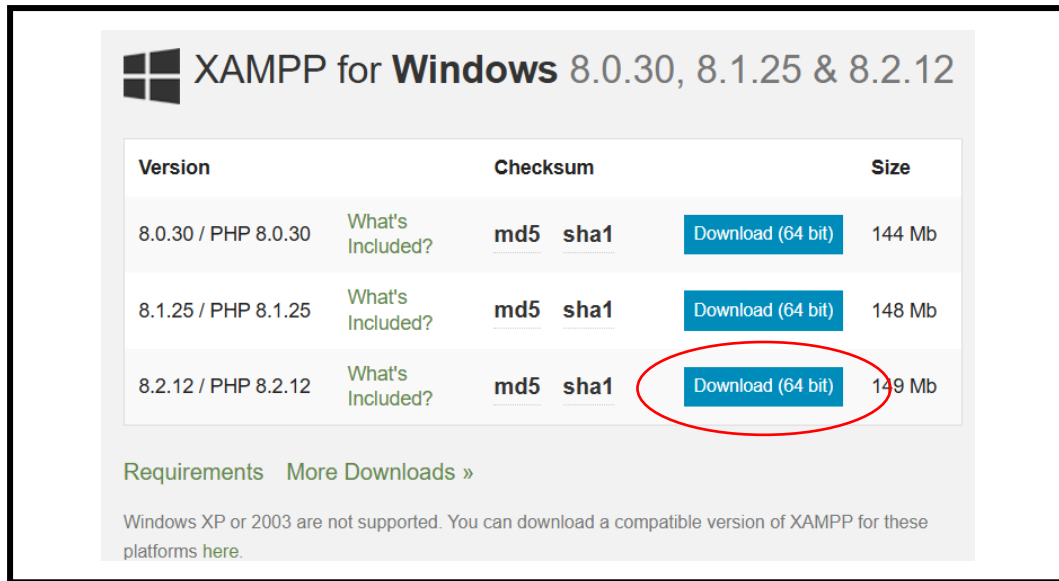 XAMPP for Windows 8.0.30, 8.1.25 & 8.2.12
Version Checksum Size
8.0.30 / PHP 8.0.30 What's Included? md5 sha1 Download (64 bit) 144 Mb
8.1.25 / PHP 8.1.25 What's Included? md5 sha1 Download (64 bit) 148 Mb
8.2.12 / PHP 8.2.12 What's Included? md5 sha1 Download (64 bit) 149 Mb
Requirements More Downloads »
Windows XP or 2003 are not supported. You can download a compatible version of XAMPP for these
platforms here.